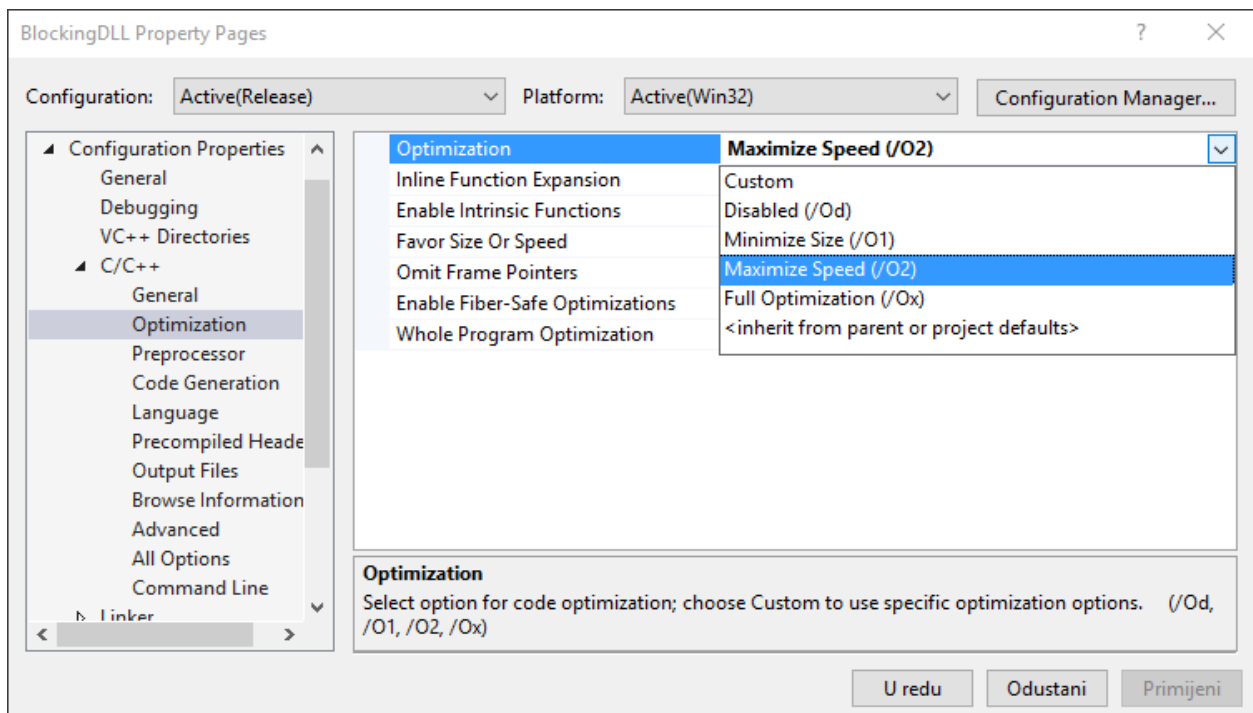 BlockingDLL Property Pages
Configuration: Active(Release) Platform: Active(Win32) Configuration Manager...
Configuration Properties
General
Debugging
VC++ Directories
C/C++
General
Optimization
Preprocessor
Code Generation
Language
Precompiled Heade
Output Files
Browse Information
Advanced
All Options
Command Line
Linker
Optimization Maximize Speed (/O2)
Inline Function Expansion
Enable Intrinsic Functions
Favor Size Or Speed
Omit Frame Pointers
Enable Fiber-Safe Optimizations
Whole Program Optimization
Custom
Disabled (/Od)
Minimize Size (/O1)
Maximize Speed (/O2)
Full Optimization (/Ox)
<inherit from parent or project defaults>
Optimization
Select option for code optimization; choose Custom to use specific optimization options. (/Od,
/O1, /O2, /Ox)
U redu Odustani Primijeni